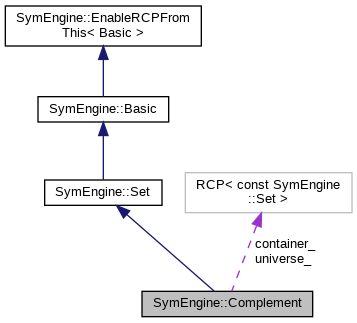 SymEngine::EnableRCPFrom
This< Basic >
SymEngine::Basic
SymEngine::Set
RCP< const SymEngine
::Set >
container_
universe_
SymEngine::Complement